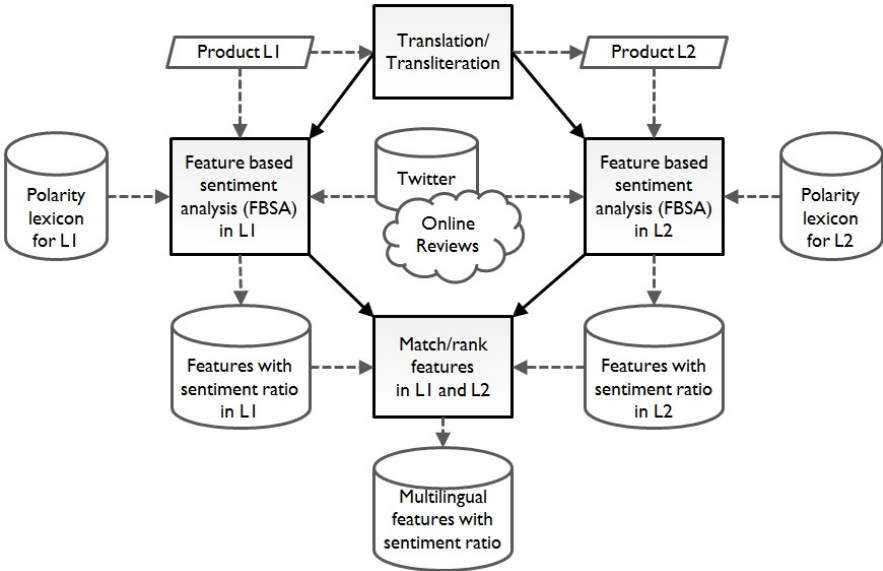 Product L1
Translation/
Transliteration
Product L2
Polarity
lexicon
for L1
Feature based
sentiment
analysis (FBSA)
in L1
Twitter
Online
Reviews
Feature based
sentiment
analysis (FBSA)
in L2
Polarity
lexicon
for L2
Features with
sentiment ratio
in L1
Match/rank
features
in L1 and L2
Features with
sentiment ratio
in L2
Multilingual
features with
sentiment ratio